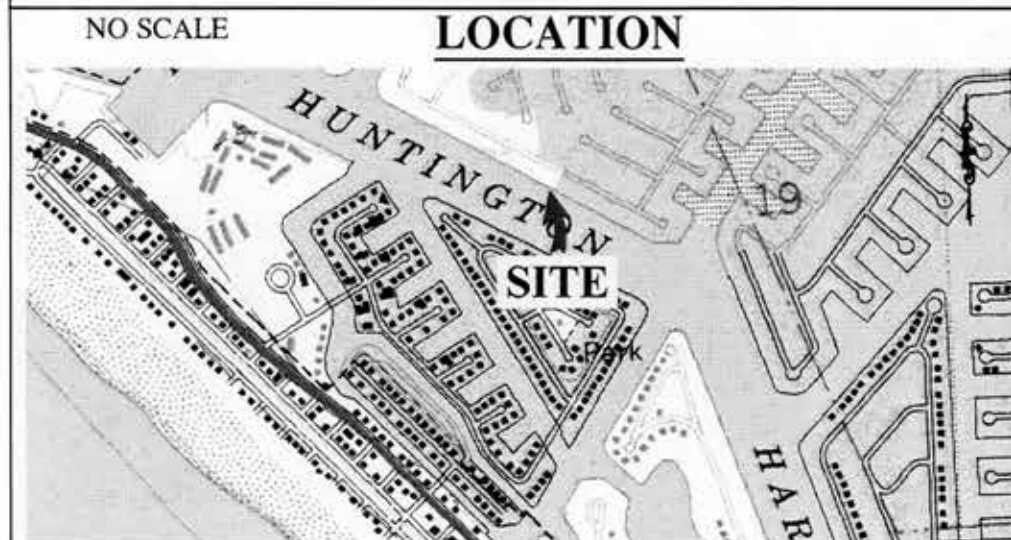 NO SCALE
LOCATION
HUNTINGTON
19
SITE
Park
HAR